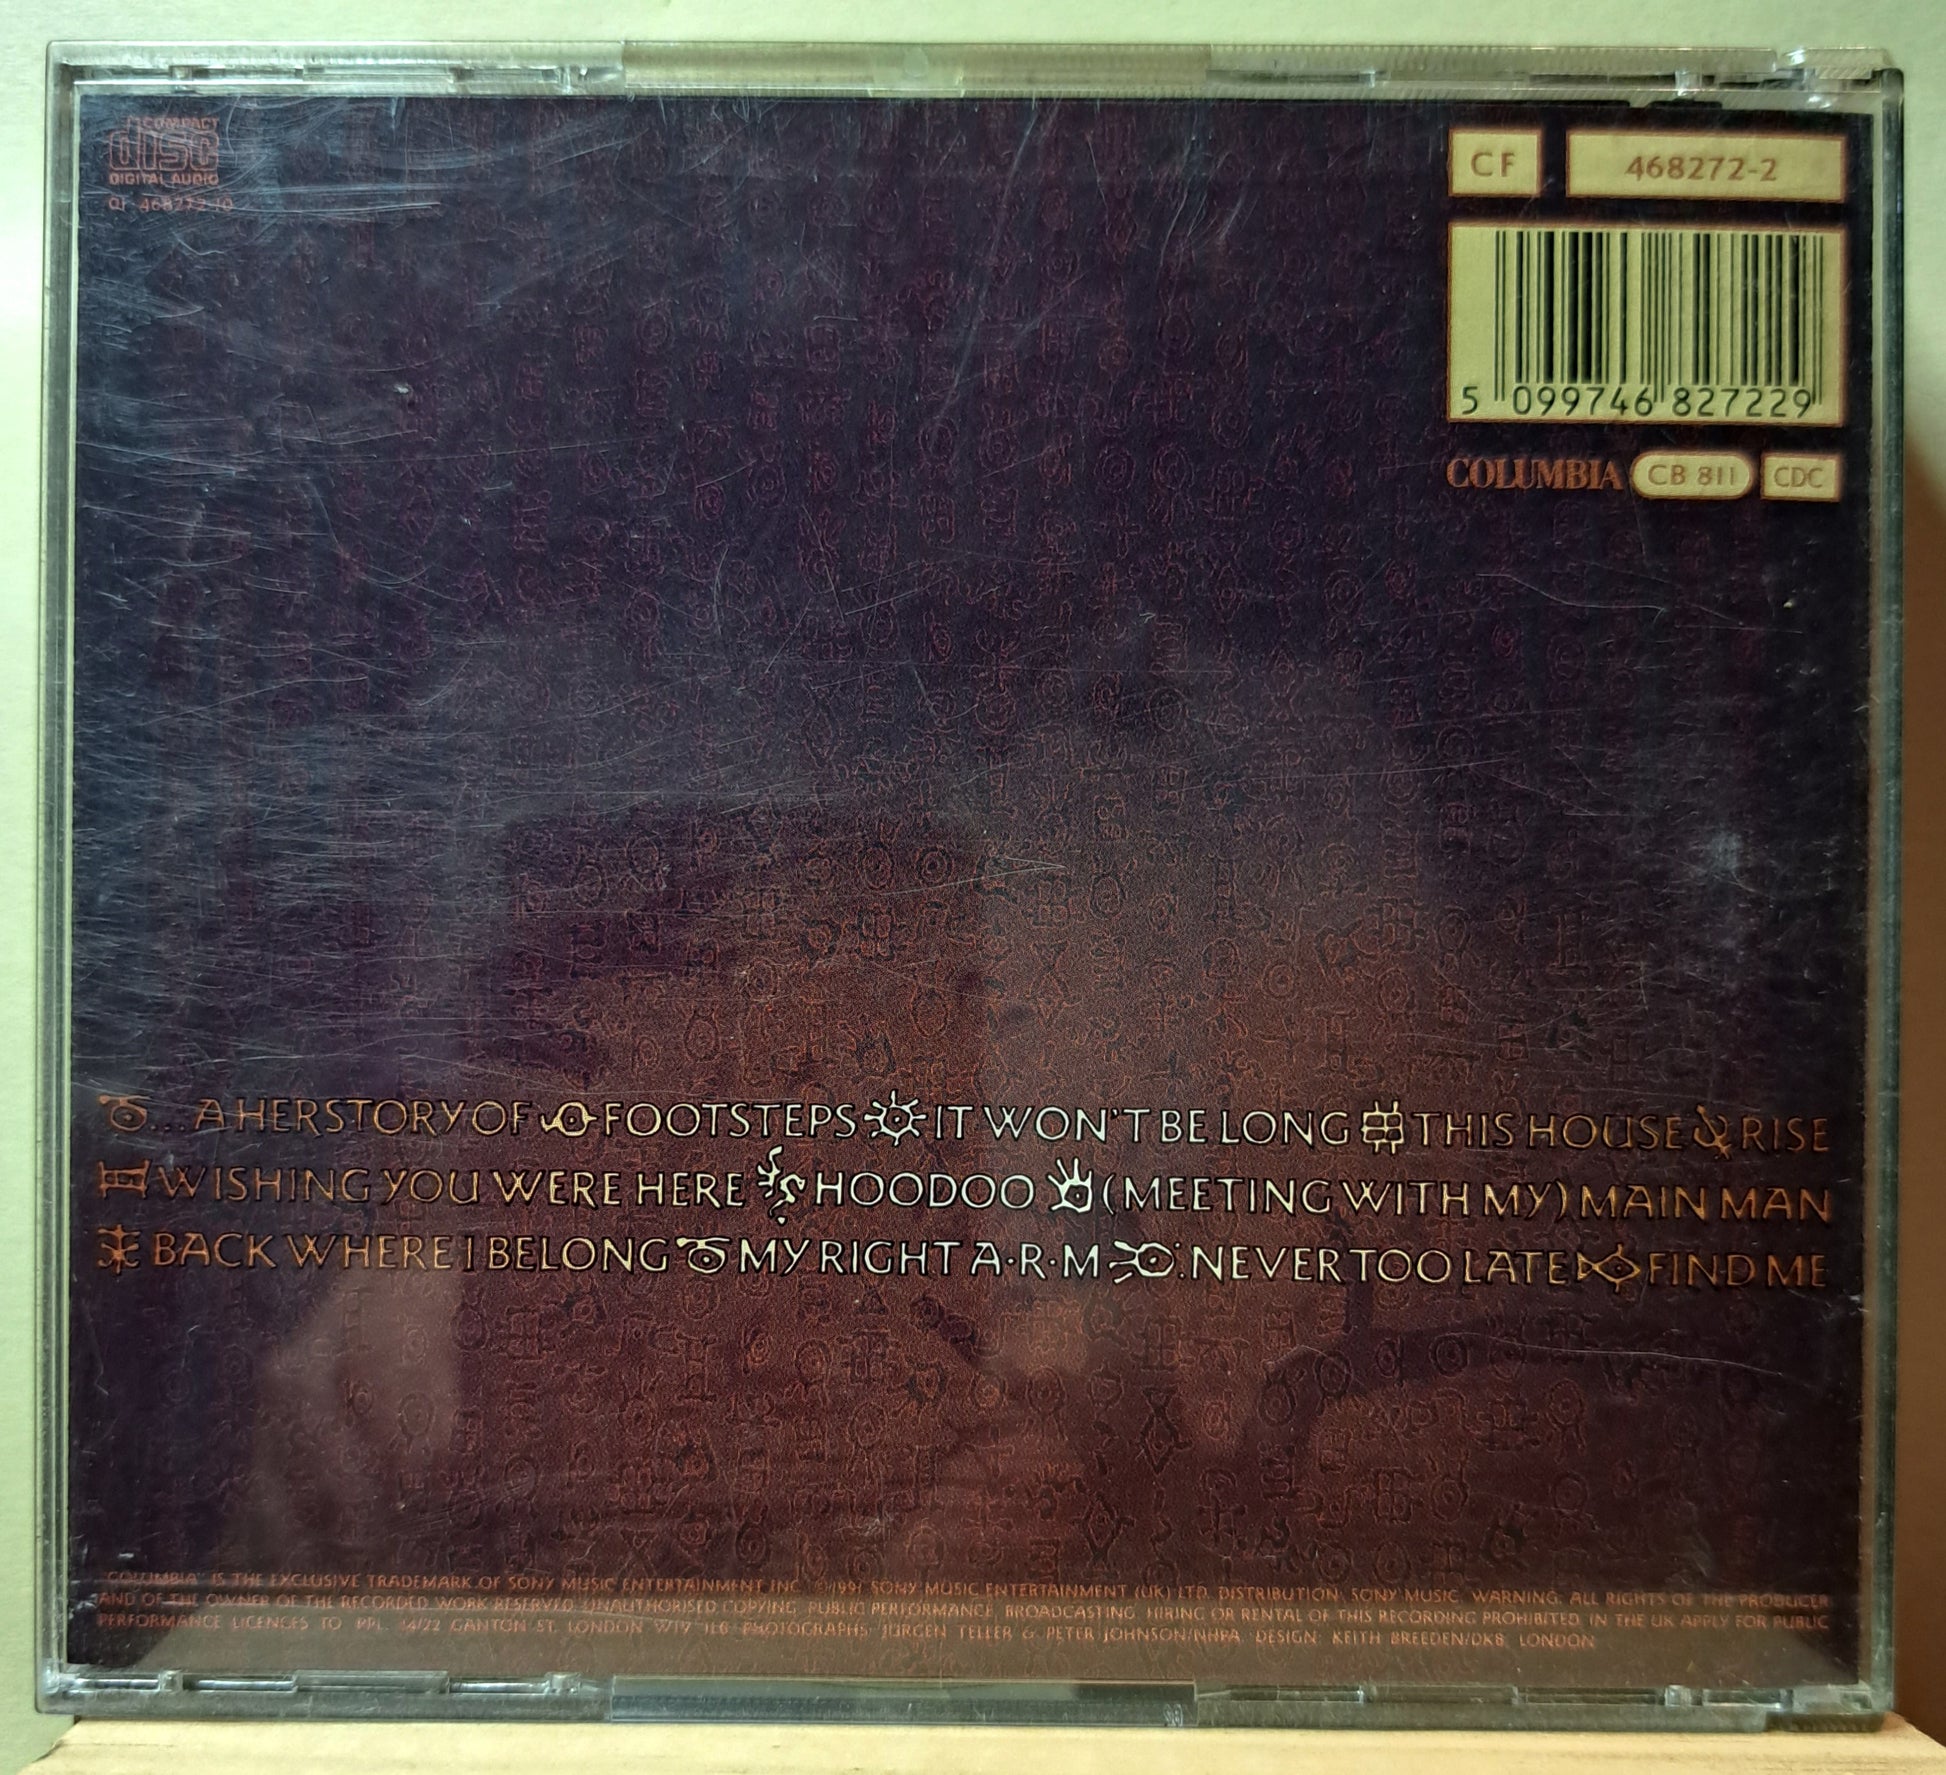 COMPACT
disc
DIGITAL AUDIO
01-468272-10
CF 468272-2
5 099746 827229
COLUMBIA CB 811 CDC
...A HERSTORY OF FOOTSTEPS IT WON'T BE LONG THIS HOUSE RISE
WISHING YOU WERE HERE HOODOO (MEETING WITH MY) MAIN MAN
BACK WHERE I BELONG MY RIGHT A·R·M NEVER TOO LATE FIND ME
"COLUMBIA" IS THE EXCLUSIVE TRADEMARK OF SONY MUSIC ENTERTAINMENT INC. ©1991 SONY MUSIC ENTERTAINMENT (UK) LTD. DISTRIBUTION: SONY MUSIC. WARNING: ALL RIGHTS OF THE PRODUCER
AND OF THE OWNER OF THE RECORDED WORK RESERVED. UNAUTHORISED COPYING, PUBLIC PERFORMANCE, BROADCASTING, HIRING OR RENTAL OF THIS RECORDING PROHIBITED. IN THE UK APPLY FOR PUBLIC
PERFORMANCE LICENCES TO PPL, 14/22 GANTON ST, LONDON W1V 1LB PHOTOGRAPHS: JURGEN TELLER & PETER JOHNSON/NHPA DESIGN: KEITH BREEDEN/DKB, LONDON